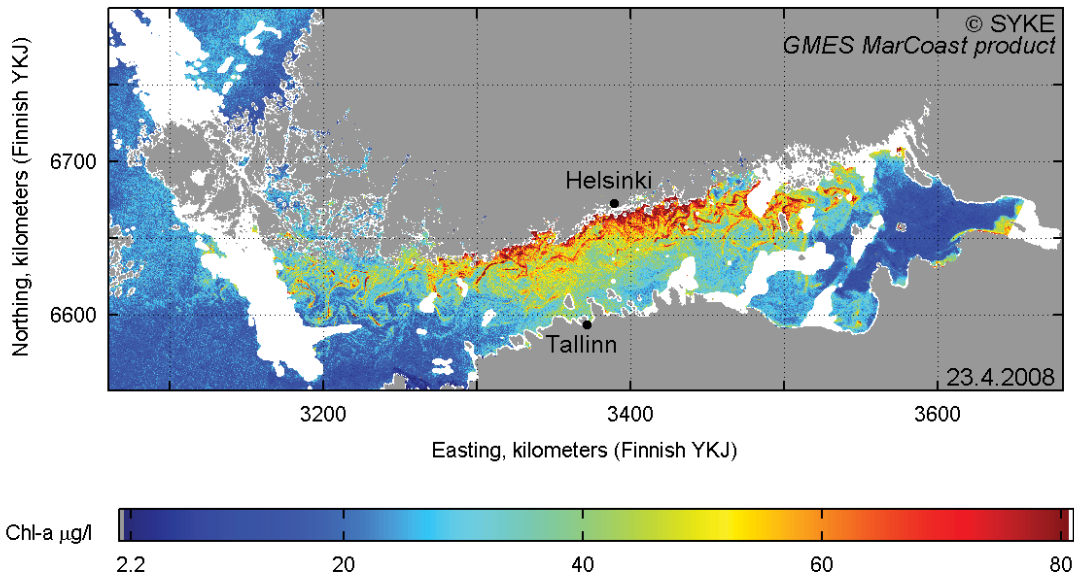 © SYKE
GMES MarCoast product
Northing, kilometers (Finnish YKJ)
6700
6600
Helsinki
Tallinn
23.4.2008
3200
3400
3600
Easting, kilometers (Finnish YKJ)
Chl-a µg/l
2.2
20
40
60
80